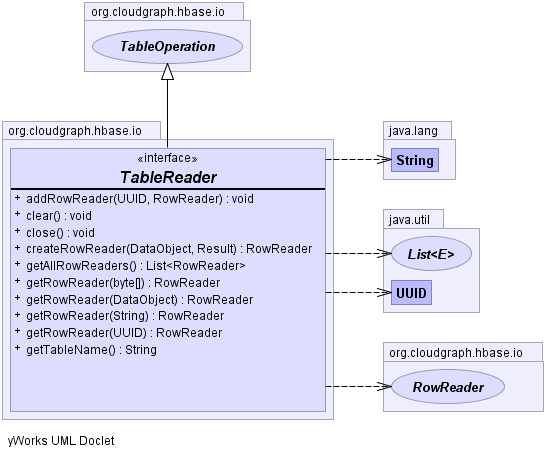 org.cloudgraph.hbase.io
TableOperation
org.cloudgraph.hbase.io
«interface»
TableReader
+ addRowReader(UUID, RowReader) : void
+ clear() : void
+ close() : void
+ createRowReader(DataObject, Result) : RowReader
+ getAllRowReaders() : List<RowReader>
+ getRowReader(byte[]) : RowReader
+ getRowReader(DataObject) : RowReader
+ getRowReader(String) : RowReader
+ getRowReader(UUID) : RowReader
+ getTableName() : String
java.lang
String
java.util
List<E>
UUID
org.cloudgraph.hbase.io
RowReader
yWorks UML Doclet